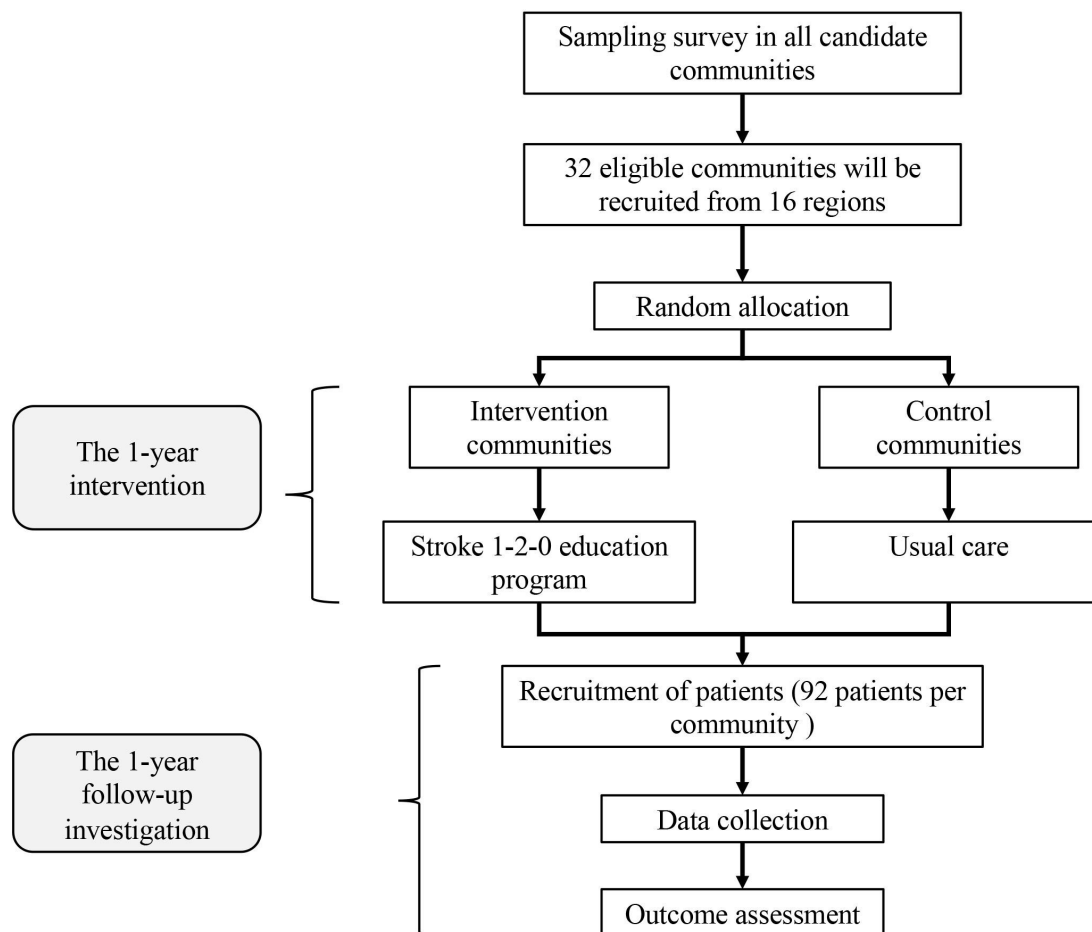 Sampling survey in all candidate
communities
32 eligible communities will be
recruited from 16 regions
Random allocation
Intervention
communities
Control
communities
The 1-year
intervention
Stroke 1-2-0 education
program
Usual care
Recruitment of patients (92 patients per
community )
The 1-year
follow-up
investigation
Data collection
Outcome assessment